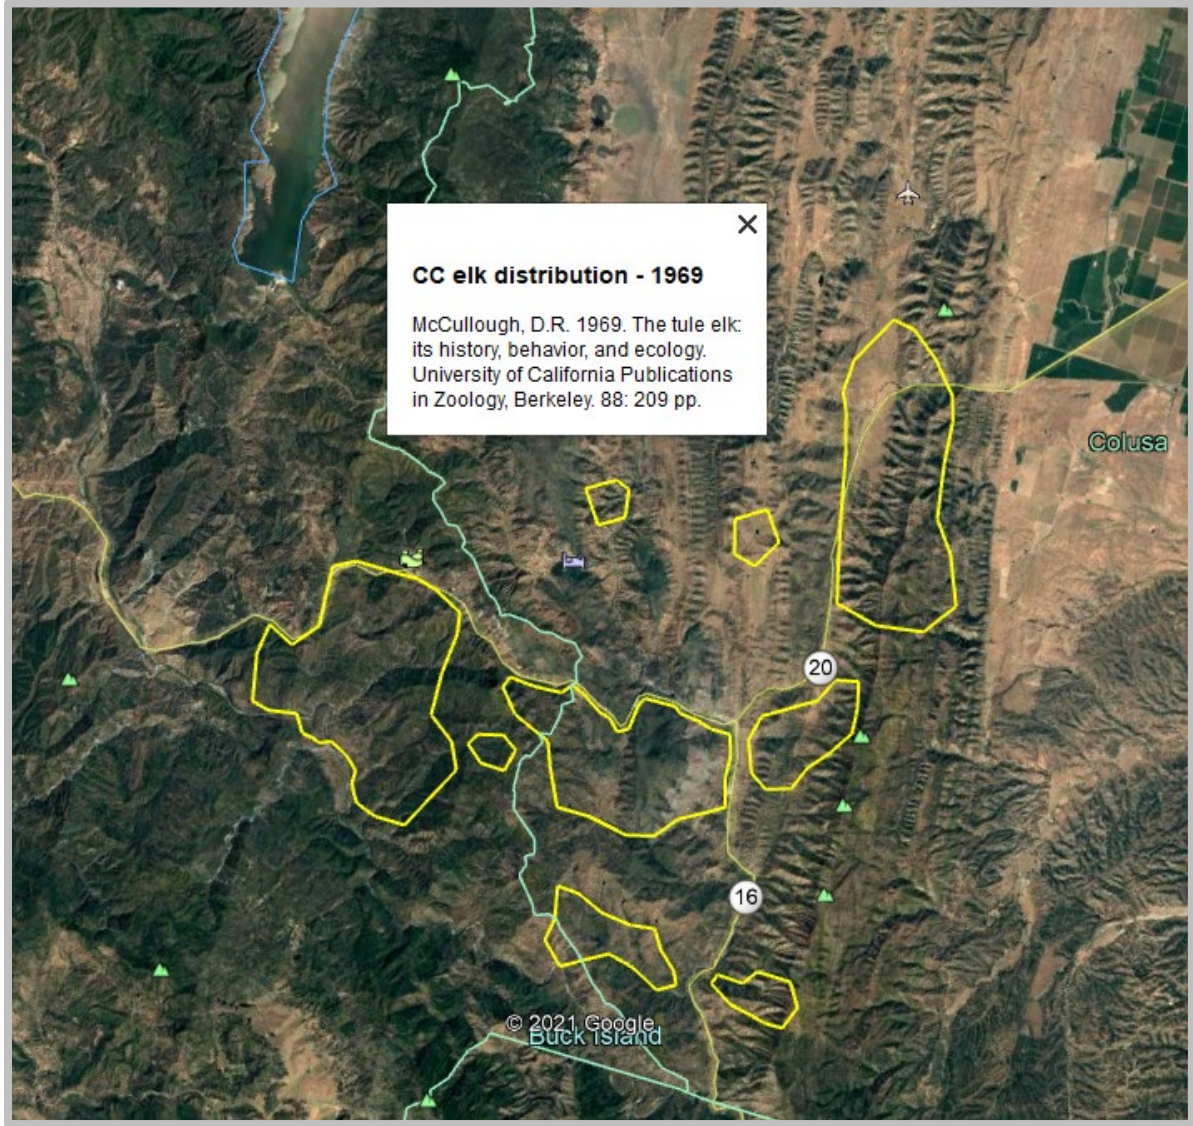 CC elk distribution - 1969
McCullough, D.R. 1969. The tule elk:
its history, behavior, and ecology.
University of California Publications
in Zoology, Berkeley. 88: 209 pp.
Colusa
20
16
© 2021 Google
Buck Island